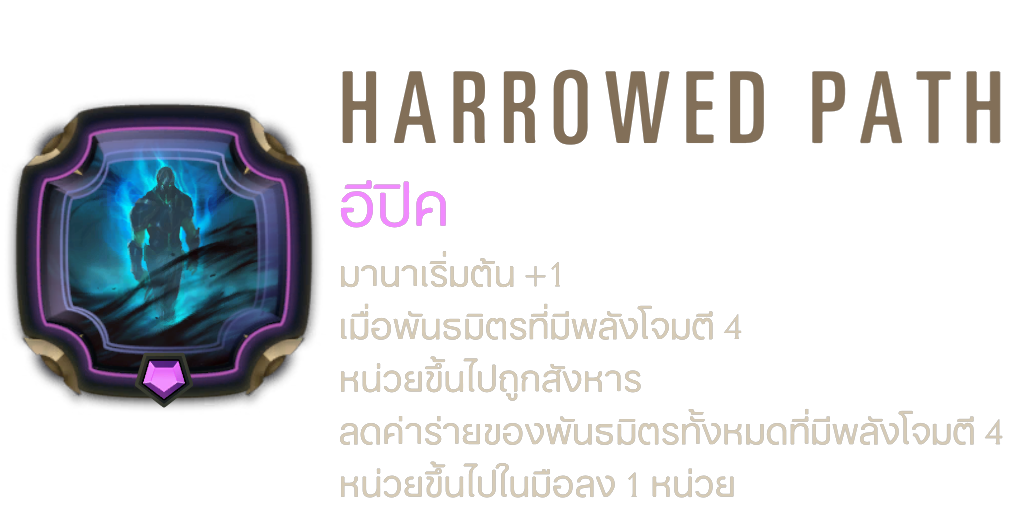 HARROWED PATH
อีปิค
มานาเริ่มต้น +1
เมื่อพันธมิตรที่มีพลังโจมตี 4
หน่วยขึ้นไปถูกสังหาร
ลดค่าร่ายของพันธมิตรทั้งหมดที่มีพลังโจมตี 4
หน่วยขึ้นไปในมือลง 1 หน่วย